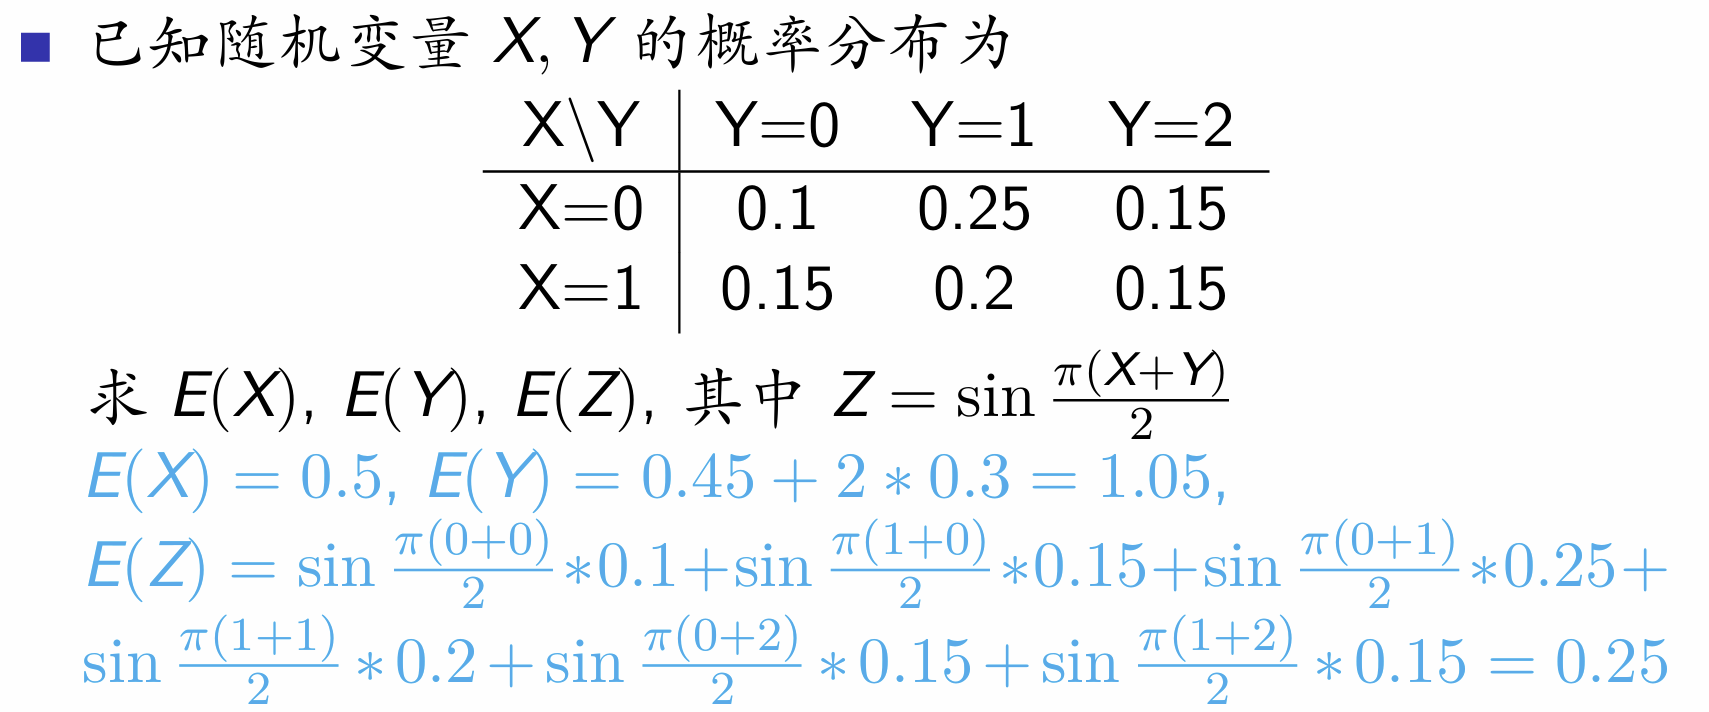 已知随机变量 X, Y 的概率分布为
X\Y Y=0 Y=1 Y=2
X=0 0.1 0.25 0.15
X=1 0.15 0.2 0.15
求 E(X), E(Y), E(Z), 其中 Z = sin π(X+Y)/2
E(X) = 0.5, E(Y) = 0.45 + 2 * 0.3 = 1.05,
E(Z) = sin π(0+0)/2 *0.1+sin π(1+0)/2 *0.15+sin π(0+1)/2 *0.25+
sin π(1+1)/2 *0.2+sin π(0+2)/2 *0.15+sin π(1+2)/2 *0.15 = 0.25